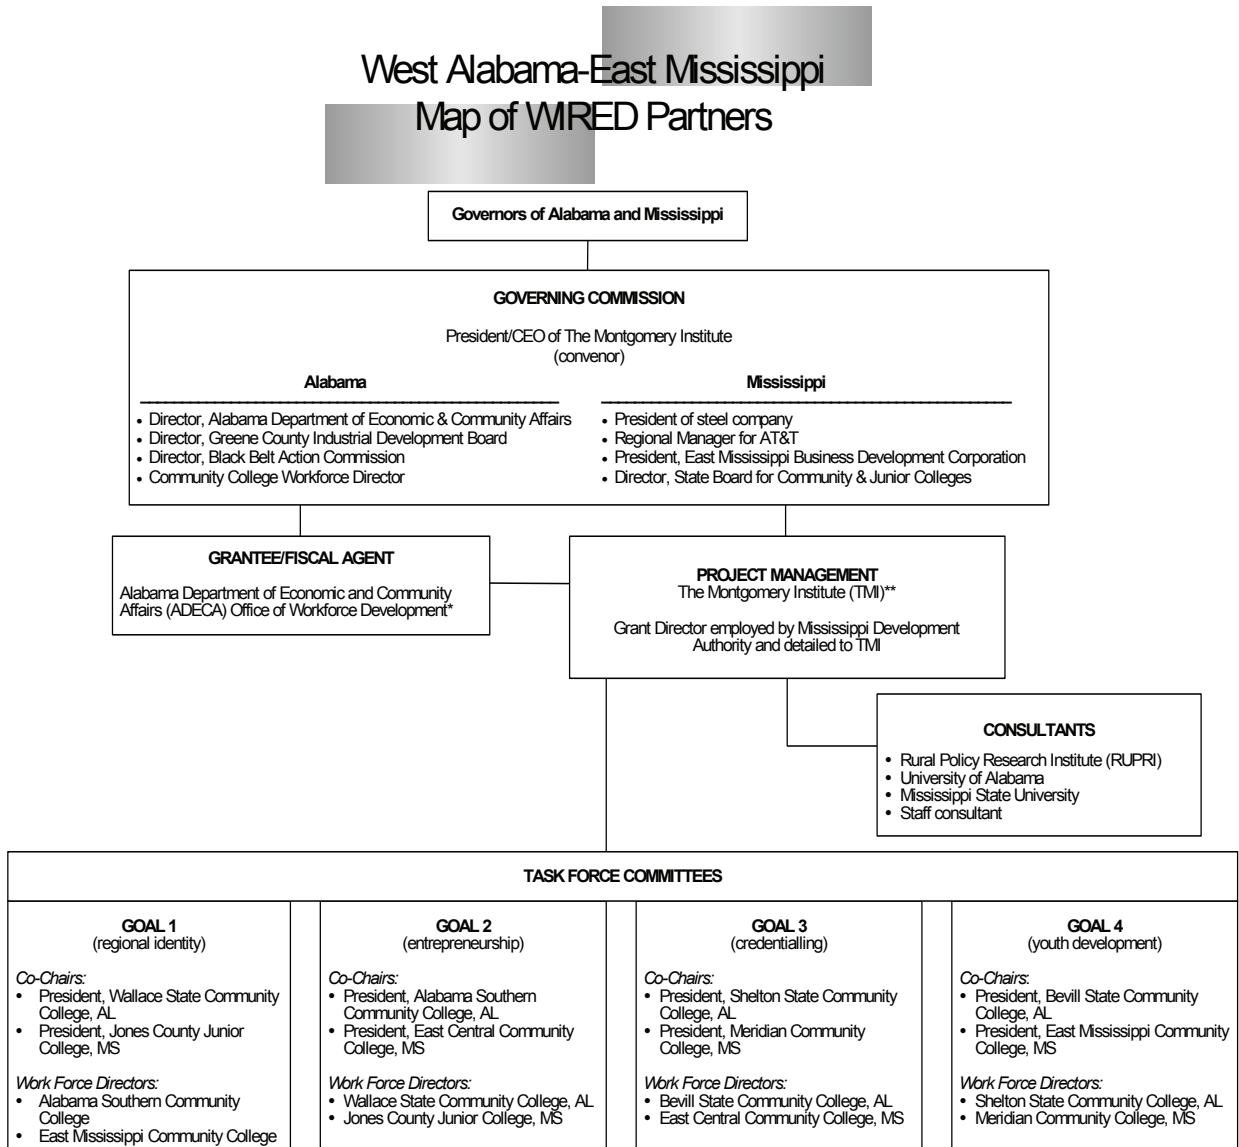 West Alabama-East Mississippi
Map of WIRED Partners
Governors of Alabama and Mississippi
GOVERNING COMMISSION
President/CEO of The Montgomery Institute
(convenor)
Alabama
• Director, Alabama Department of Economic & Community Affairs
• Director, Greene County Industrial Development Board
• Director, Black Belt Action Commission
• Community College Workforce Director
Mississippi
• President of steel company
• Regional Manager for AT&T
• President, East Mississippi Business Development Corporation
• Director, State Board for Community & Junior Colleges
GRANTEE/FISCAL AGENT
Alabama Department of Economic and Community
Affairs (ADECA) Office of Workforce Development*
PROJECT MANAGEMENT
The Montgomery Institute (TMI)**
Grant Director employed by Mississippi Development
Authority and detailed to TMI
CONSULTANTS
• Rural Policy Research Institute (RUPRI)
• University of Alabama
• Mississippi State University
• Staff consultant
TASK FORCE COMMITTEES
GOAL 1
(regional identity)
Co-Chairs:
• President, Wallace State Community
College, AL
• President, Jones County Junior
College, MS
Work Force Directors:
• Alabama Southern Community
College
• East Mississippi Community College
GOAL 2
(entrepreneurship)
Co-Chairs:
• President, Alabama Southern
Community College, AL
• President, East Central Community
College, MS
Work Force Directors:
• Wallace State Community College, AL
• Jones County Junior College, MS
GOAL 3
(credentialling)
Co-Chairs:
• President, Shelton State Community
College, AL
• President, Meridian Community
College, MS
Work Force Directors:
• Bevill State Community College, AL
• East Central Community College, MS
GOAL 4
(youth development)
Co-Chairs:
• President, Bevill State Community
College, AL
• President, East Mississippi Community
College, MS
Work Force Directors:
• Shelton State Community College, AL
• Meridian Community College, MS